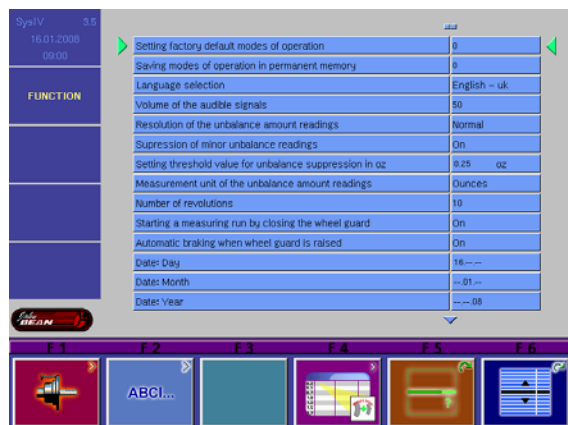 SysIV 3.5
16.01.2008
09:00
FUNCTION
Setting factory default modes of operation 0
Saving modes of operation in permanent memory 0
Language selection English – uk
Volume of the audible signals 50
Resolution of the unbalance amount readings Normal
Supression of minor unbalance readings On
Setting threshold value for unbalance suppression in oz 0.25 oz
Measurement unit of the unbalance amount readings Ounces
Number of revolutions 10
Starting a measuring run by closing the wheel guard On
Automatic braking when wheel guard is raised On
Date: Day 16.--.--
Date: Month --.01.--
Date: Year --.--.08
John BEAN
F 1 F 2 F 3 F 4 F 5 F 6
ABCI...
?